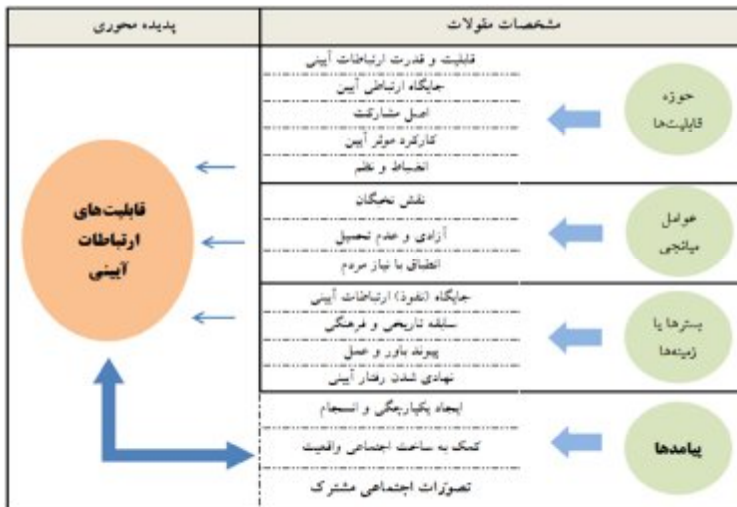 مشخصات مقولات
پدیده محوری
حوزه
قابلیت‌ها
قابلیت و قدرت ارتباطات آیینی
جایگاه ارتباطی آیین
اصل مشارکت
کارکرد موثر آیین
انضباط و نظم
عوامل
میانجی
نقش نخبگان
آزادی و عدم تحمیل
انطباق با نیاز مردم
بسترها یا
زمینه‌ها
جایگاه (نفوذ) ارتباطات آیینی
سابقه تاریخی و فرهنگی
پیوند باور و عمل
نهادی شدن رفتار آیینی
پیامدها
ایجاد یکپارچگی و انسجام
کمک به ساخت اجتماعی واقعیت
تصورات اجتماعی مشترک
قابلیت‌های
ارتباطات
آیینی